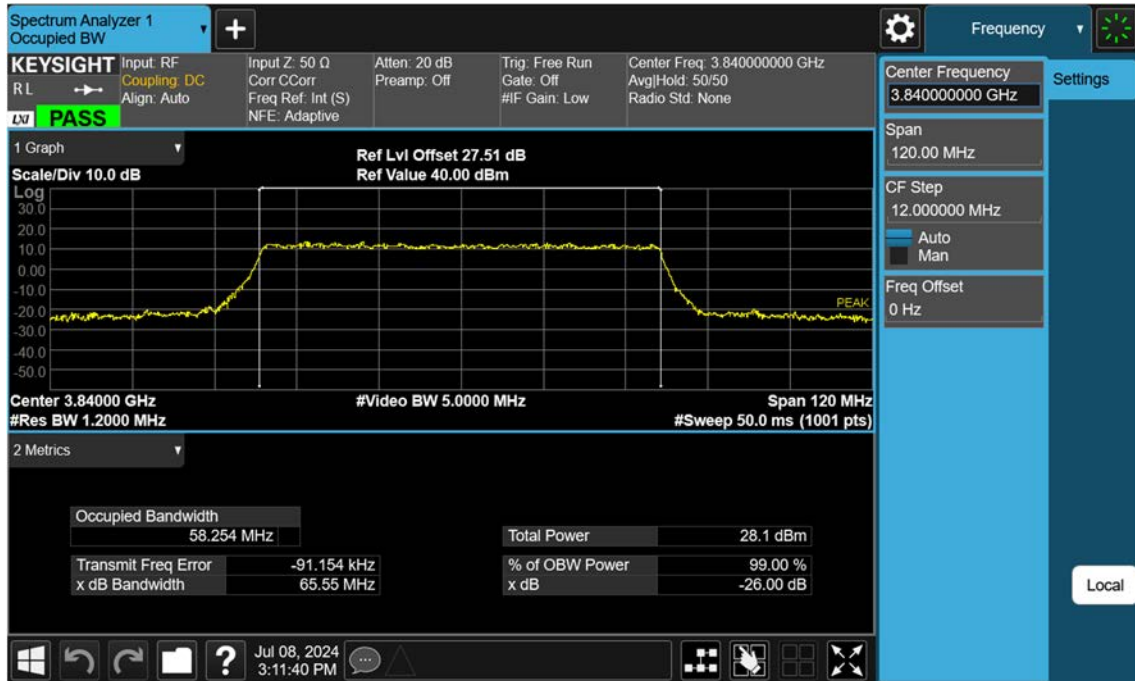 Spectrum Analyzer 1
Occupied BW
+
Frequency
KEYSIGHT
R L
LXI
PASS
Input: RF
Coupling: DC
Align: Auto
Input Z: 50 Ω
Corr CCorr
Freq Ref: Int (S)
NFE: Adaptive
Atten: 20 dB
Preamp: Off
Trig: Free Run
Gate: Off
#IF Gain: Low
Center Freq: 3.840000000 GHz
Avg|Hold: 50/50
Radio Std: None
1 Graph
Scale/Div 10.0 dB
Ref Lvl Offset 27.51 dB
Ref Value 40.00 dBm
Log
30.0
20.0
10.0
0.00
-10.0
-20.0
-30.0
-40.0
-50.0
PEAK
Center 3.84000 GHz
#Video BW 5.0000 MHz
Span 120 MHz
#Res BW 1.2000 MHz
#Sweep 50.0 ms (1001 pts)
2 Metrics
Occupied Bandwidth
58.254 MHz
Total Power 28.1 dBm
Transmit Freq Error -91.154 kHz
% of OBW Power 99.00 %
x dB Bandwidth 65.55 MHz
x dB -26.00 dB
?
Jul 08, 2024
3:11:40 PM
Center Frequency
3.840000000 GHz
Settings
Span
120.00 MHz
CF Step
12.000000 MHz
Auto
Man
Freq Offset
0 Hz
Local